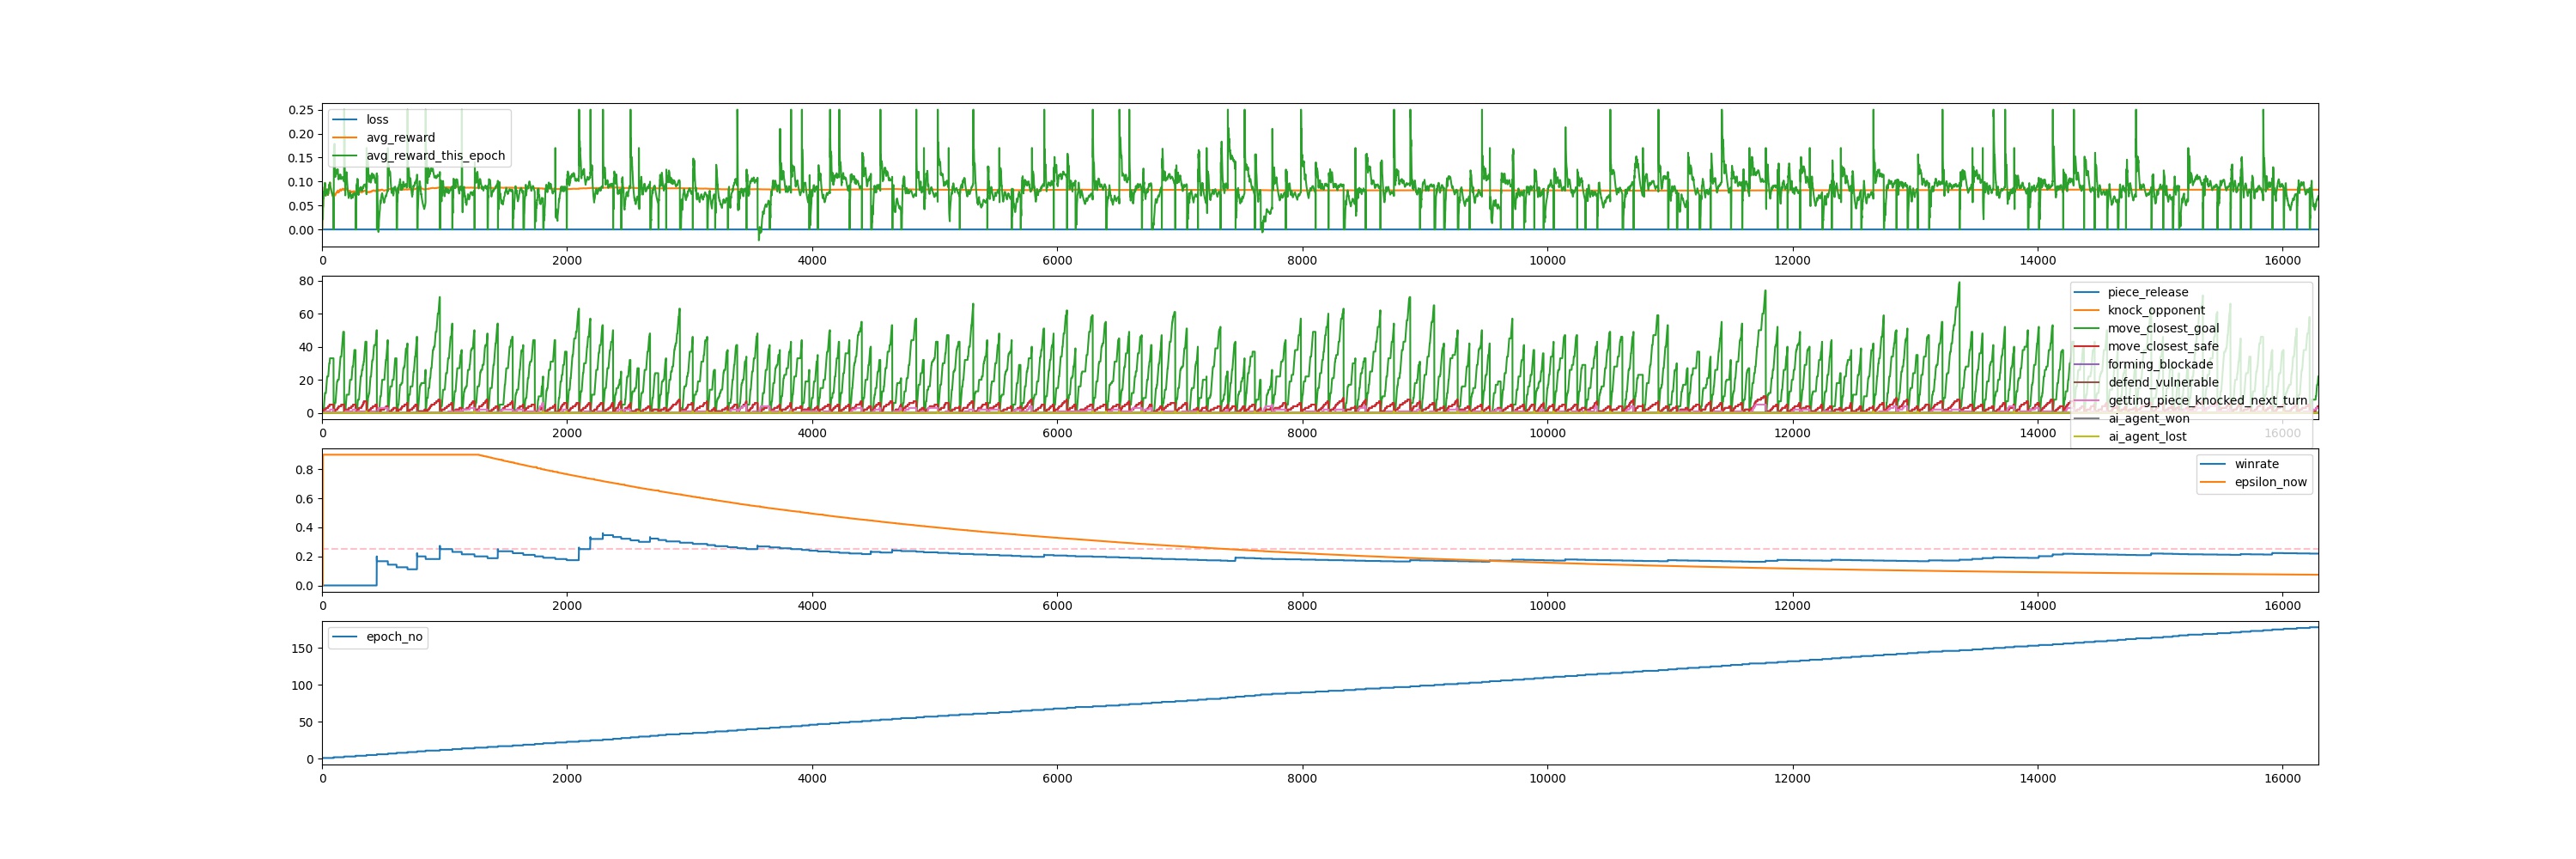 0.25
0.20
0.15
0.10
0.05
0.00
loss
avg_reward
avg_reward_this_epoch
0 2000 4000 6000 8000 10000 12000 14000 16000
80
60
40
20
0
piece_release
knock_opponent
move_closest_goal
move_closest_safe
forming_blockade
defend_vulnerable
getting_piece_knocked_next_turn
ai_agent_won
ai_agent_lost
0 2000 4000 6000 8000 10000 12000 14000 16000
0.8
0.6
0.4
0.2
0.0
winrate
epsilon_now
0 2000 4000 6000 8000 10000 12000 14000 16000
150
100
50
0
epoch_no
0 2000 4000 6000 8000 10000 12000 14000 16000